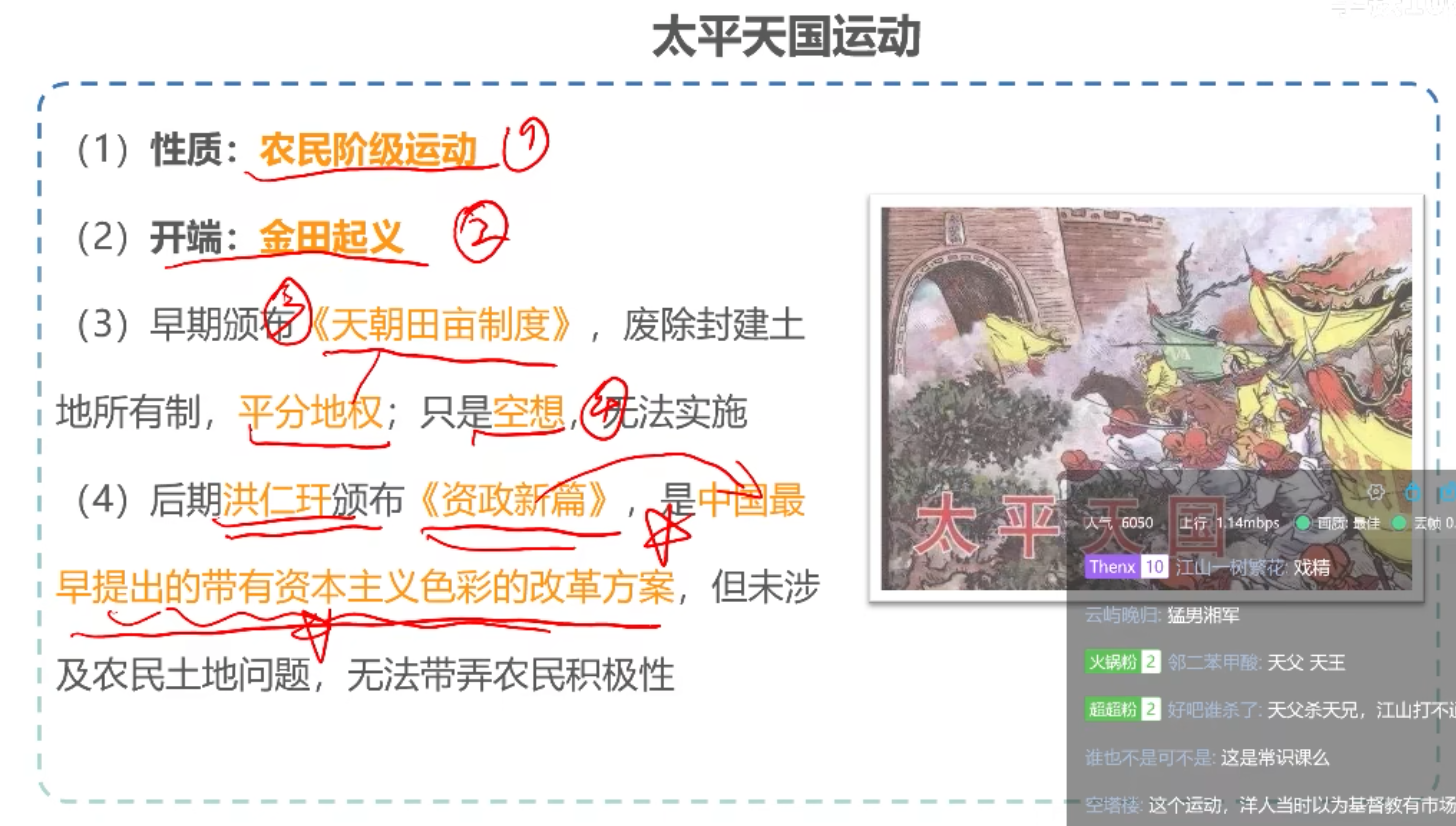 太平天国运动
（1）性质：农民阶级运动 ①
（2）开端：金田起义 ②
（3）早期颁布《天朝田亩制度》，废除封建土
地所有制，平分地权；只是空想，④无法实施
（4）后期洪仁玕颁布《资政新篇》，是中国最
早提出的带有资本主义色彩的改革方案，但未涉
及农民土地问题，无法带弄农民积极性
太平天国
人气 6050 上行 1.14mbps 画质: 最佳 丢帧 0.
Thenx 10 江山一树繁花: 戏精
云屿晚归: 猛男湘军
火锅粉 2 邻二苯甲酸: 天父 天王
超超粉 2 好吧谁杀了: 天父杀天兄，江山打不
谁也不是可不是: 这是常识课么
空塔楼: 这个运动，洋人当时以为基督教有市场